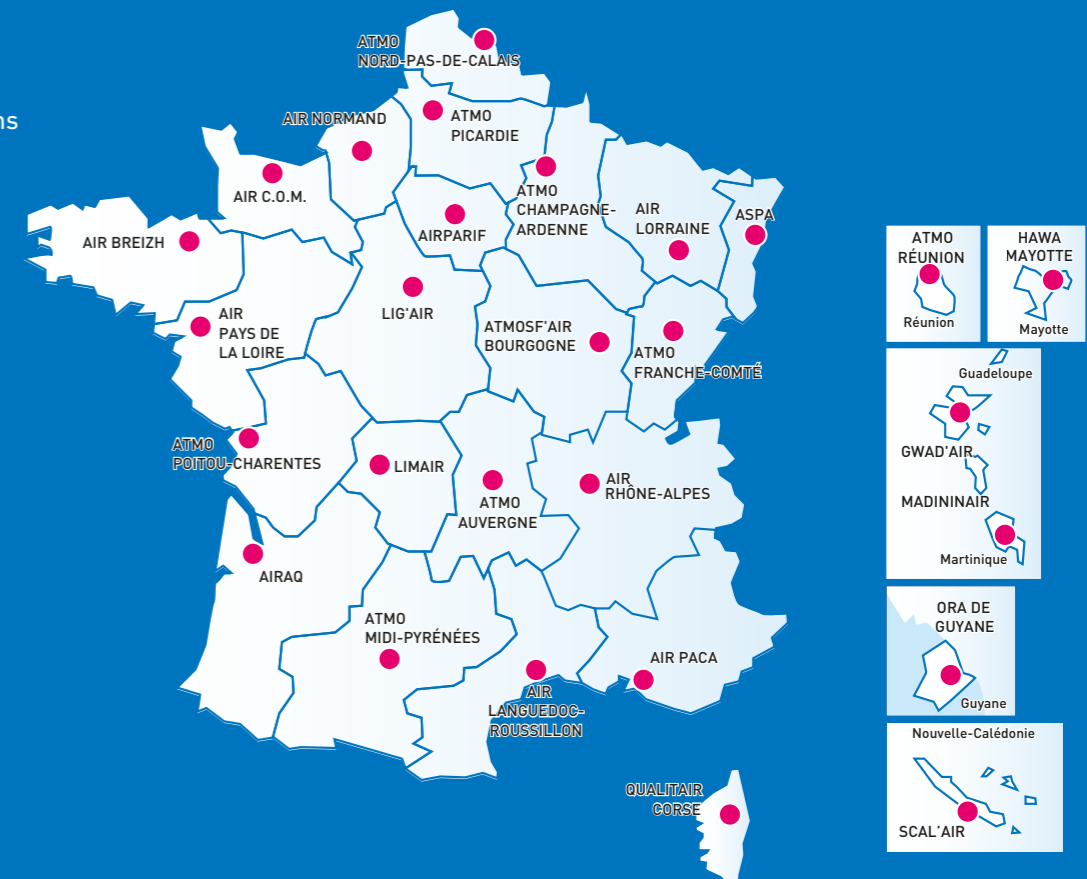 ns
ATMO
NORD-PAS-DE-CALAIS
AIR NORMAND
ATMO
PICARDIE
AIR C.O.M.
ATMO
CHAMPAGNE-
ARDENNE
AIR
LORRAINE
ASPA
AIRPARIF
AIR BREIZH
LIG'AIR
AIR
PAYS DE
LA LOIRE
ATMOSF'AIR
BOURGOGNE
ATMO
FRANCHE-COMTÉ
ATMO
POITOU-CHARENTES
LIMAIR
ATMO
AUVERGNE
AIR
RHÔNE-ALPES
AIRAQ
ATMO
MIDI-PYRÉNÉES
AIR PACA
AIR
LANGUEDOC-
ROUSSILLON
QUALITAIR
CORSE
ATMO
RÉUNION
Réunion
HAWA
MAYOTTE
Mayotte
Guadeloupe
GWAD'AIR
MADININAIR
Martinique
ORA DE
GUYANE
Guyane
Nouvelle-Calédonie
SCAL'AIR